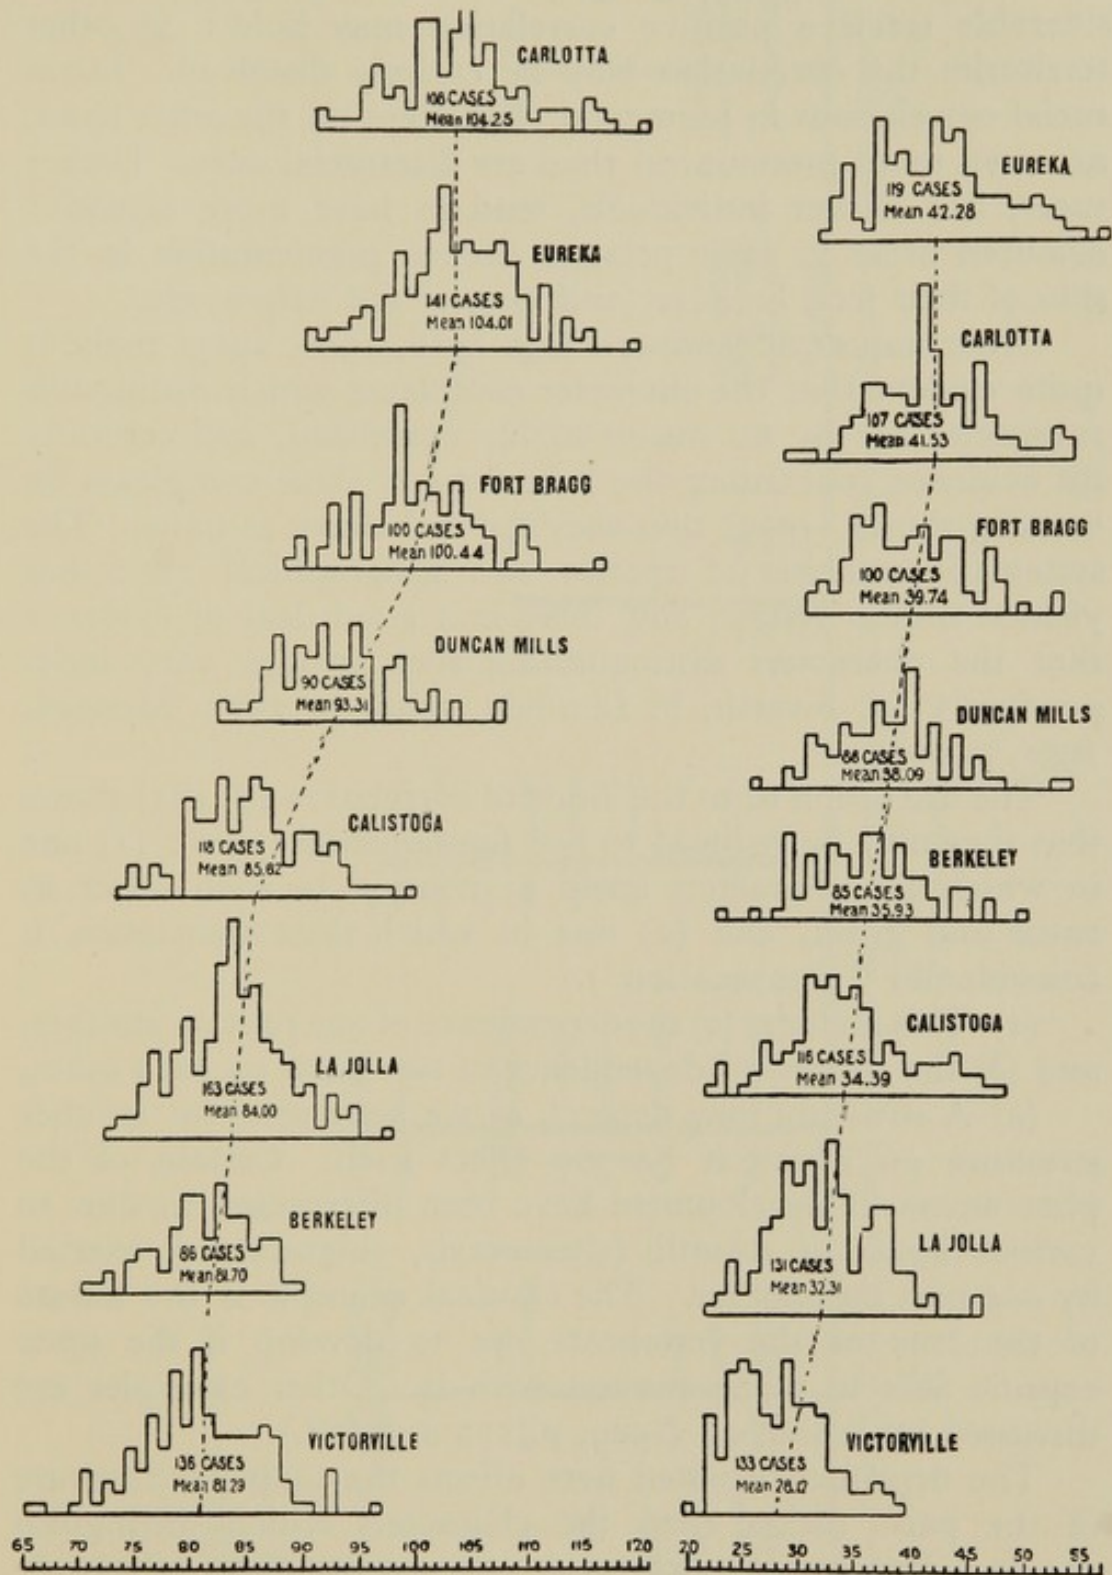 CARLOTTA
108 CASES
Mean 104.25
EUREKA
141 CASES
Mean 104.01
FORT BRAGG
100 CASES
Mean 100.44
DUNCAN MILLS
90 CASES
Mean 93.31
CALISTOGA
118 CASES
Mean 85.62
LA JOLLA
163 CASES
Mean 84.00
BERKELEY
86 CASES
Mean 81.70
VICTORVILLE
136 CASES
Mean 81.29
65 70 75 80 85 90 95 100 105 110 115 120
EUREKA
119 CASES
Mean 42.28
CARLOTTA
107 CASES
Mean 41.53
FORT BRAGG
100 CASES
Mean 39.74
DUNCAN MILLS
88 CASES
Mean 38.09
BERKELEY
85 CASES
Mean 35.93
CALISTOGA
116 CASES
Mean 34.39
LA JOLLA
131 CASES
Mean 32.31
VICTORVILLE
133 CASES
Mean
20 25 30 35 40 45 50 55